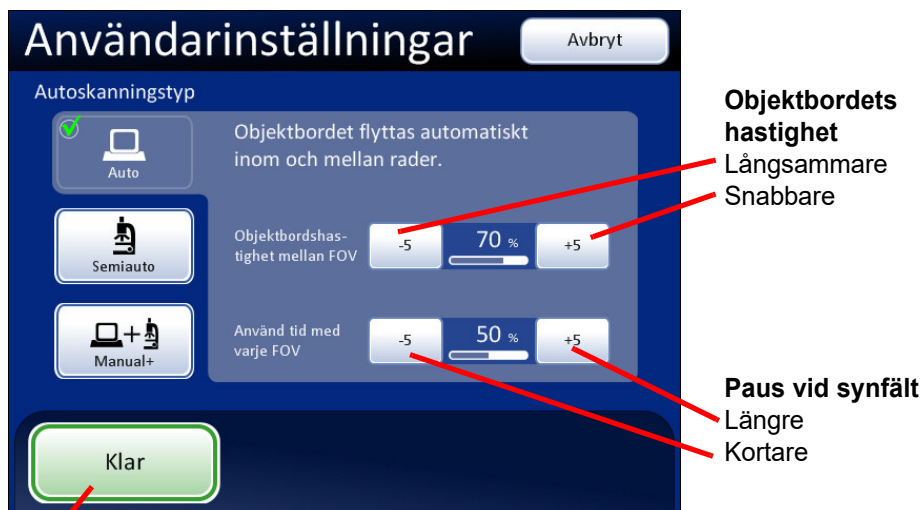 Användarinställningar
Avbryt
Autoskanningstyp
Auto
Objektbordet flyttas automatiskt
inom och mellan rader.
Semiauto
Objektbordshas-
tighet mellan FOV
-5
70 %
+5
Manual+
Använd tid med
varje FOV
-5
50 %
+5
Klar
Objektbordets
hastighet
Långsammare
Snabbare
Paus vid synfält
Längre
Kortare